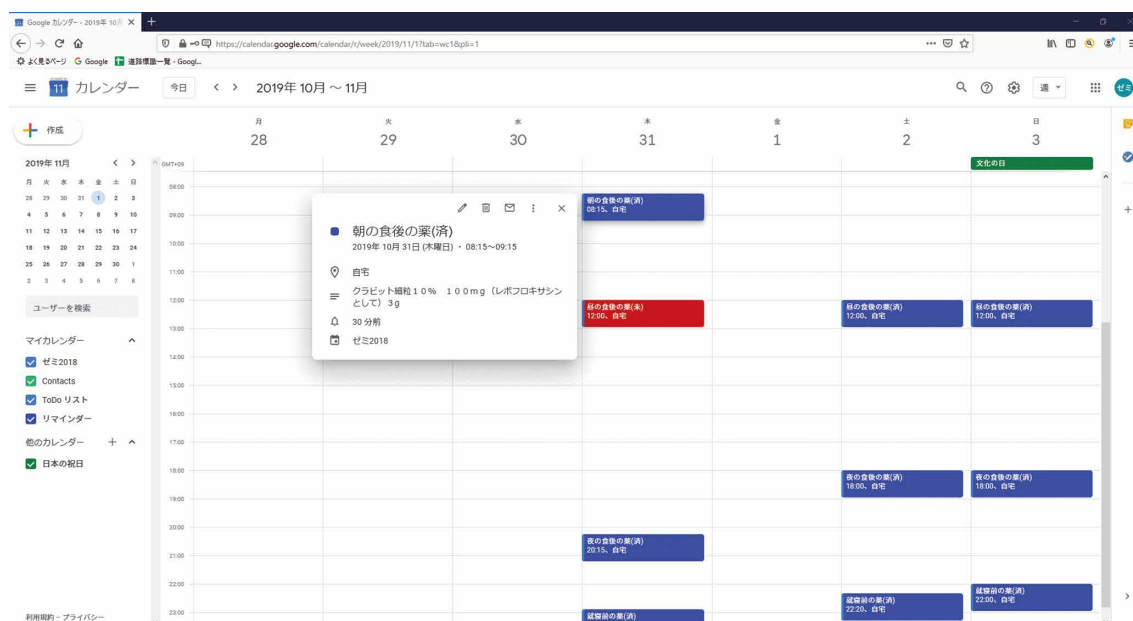 Google カレンダー - 2019年 10月
https://calendar.google.com/calendar/r/week/2019/11/1?tab=wc1&pli=1
よく見るページ Google 道路標識一覧 - Googl...
カレンダー 今日 2019年 10月 ～ 11月 週 ゼミ
作成
月 火 水 木 金 土 日
28 29 30 31 1 2 3
GMT+09 文化の日
2019年 11月
月 火 水 木 金 土 日
28 29 30 31 1 2 3
4 5 6 7 8 9 10
11 12 13 14 15 16 17
18 19 20 21 22 23 24
25 26 27 28 29 30 1
2 3 4 5 6 7 8
ユーザーを検索
マイカレンダー
ゼミ2018
Contacts
ToDo リスト
リマインダー
他のカレンダー
日本の祝日
利用規約 - プライバシー
08:00
09:00
10:00
11:00
12:00
13:00
14:00
15:00
16:00
17:00
18:00
19:00
20:00
21:00
22:00
23:00
朝の食後の薬(済)
2019年 10月 31日 (木曜日) ・ 08:15～09:15
自宅
クラビット細粒１０％ １００ｍｇ（レボフロキサシン
として）３ｇ
30 分前
ゼミ2018
朝の食後の薬(済)
08:15、自宅
昼の食後の薬(未)
12:00、自宅
夜の食後の薬(済)
20:15、自宅
就寝前の薬(済)
昼の食後の薬(済)
12:00、自宅
夜の食後の薬(済)
18:00、自宅
就寝前の薬(済)
22:20、自宅
昼の食後の薬(済)
12:00、自宅
夜の食後の薬(済)
18:00、自宅
就寝前の薬(済)
22:00、自宅